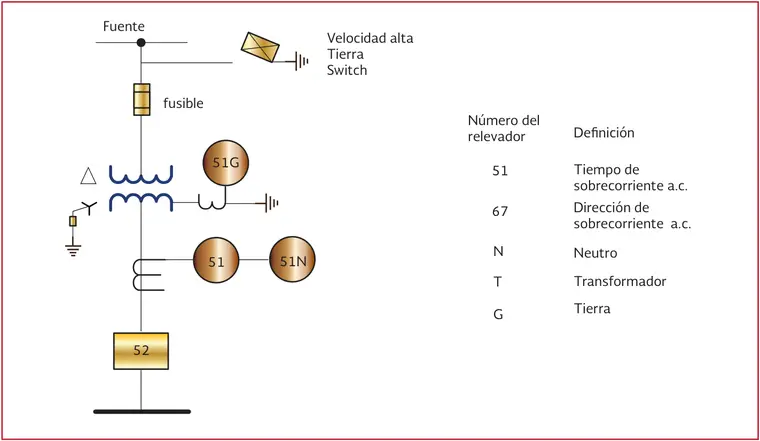 Fuente
Velocidad alta
Tierra
Switch
fusible
51G
51
51N
52
Número del
relevador
Definición
51
Tiempo de
sobrecorriente a.c.
67
Dirección de
sobrecorriente a.c.
N
Neutro
T
Transformador
G
Tierra